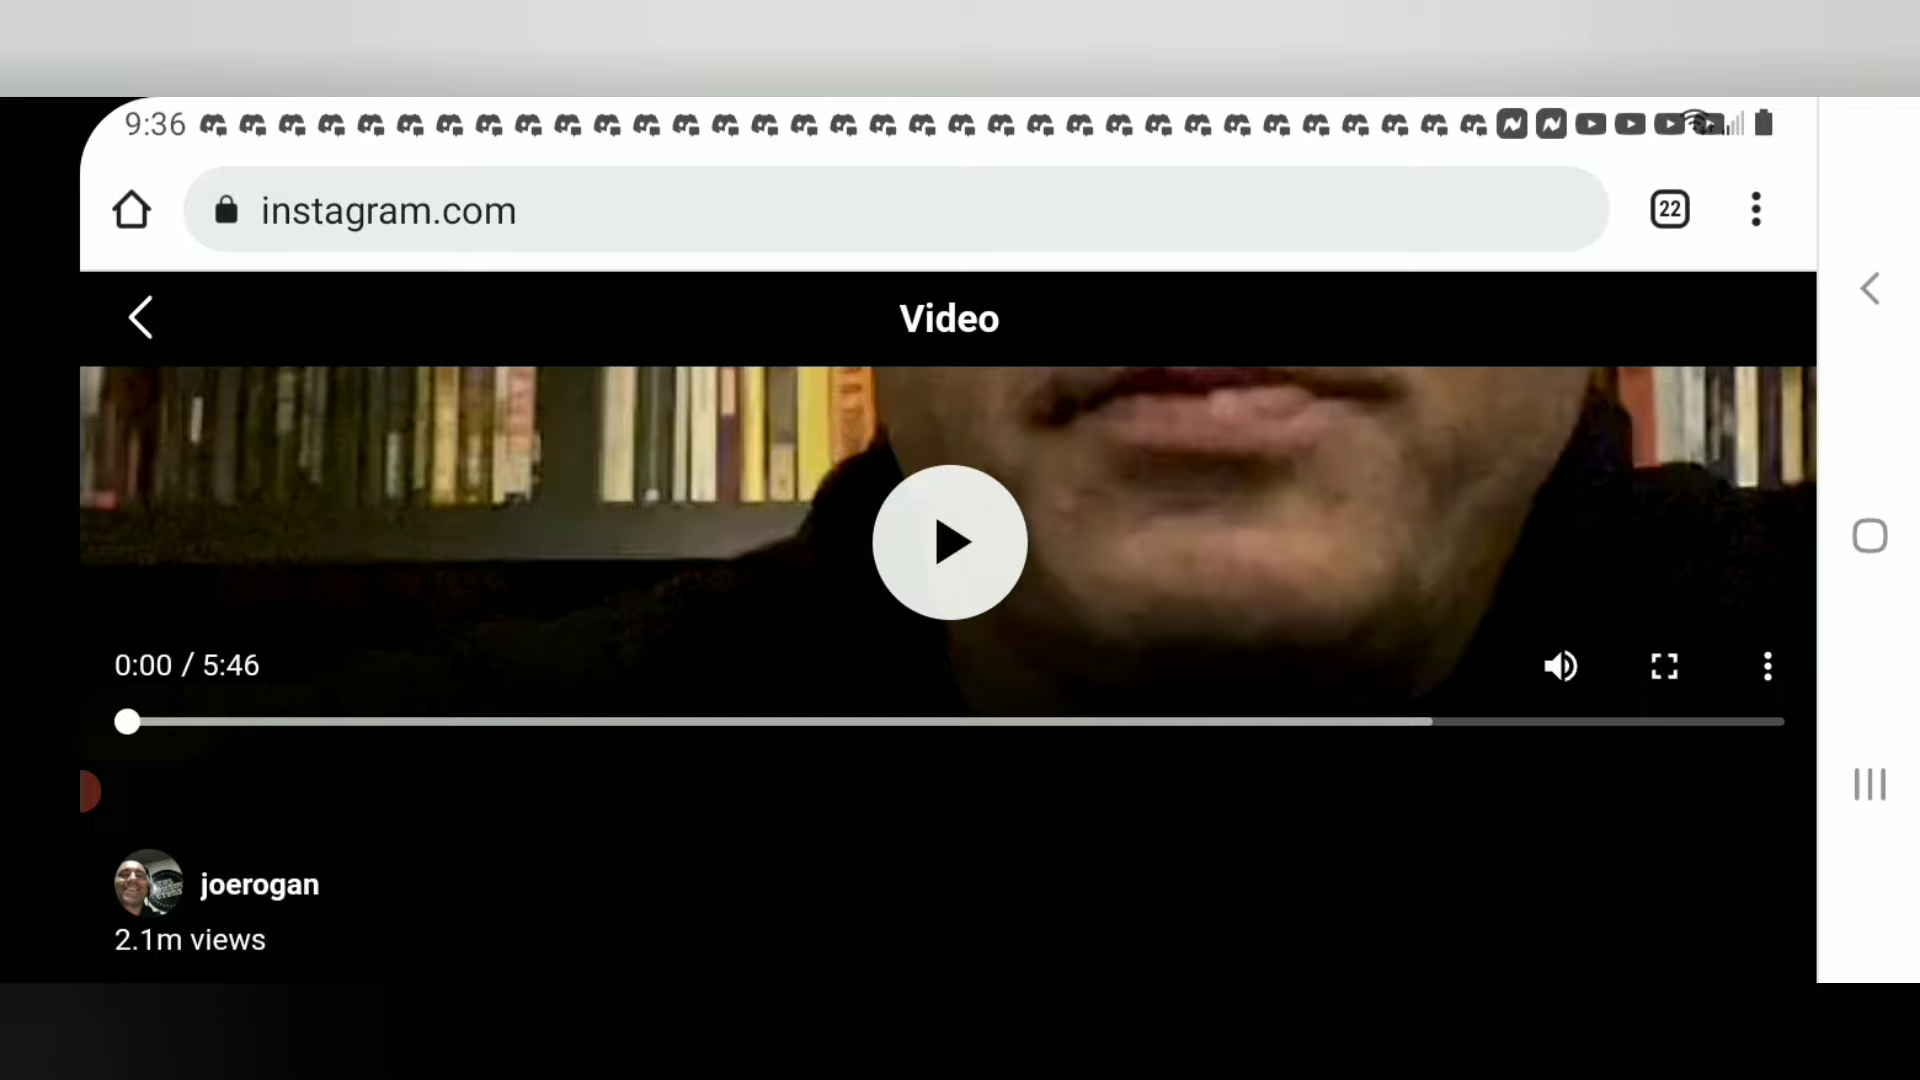 9:36
instagram.com
22
Video
0:00 / 5:46
joerogan
2.1m views